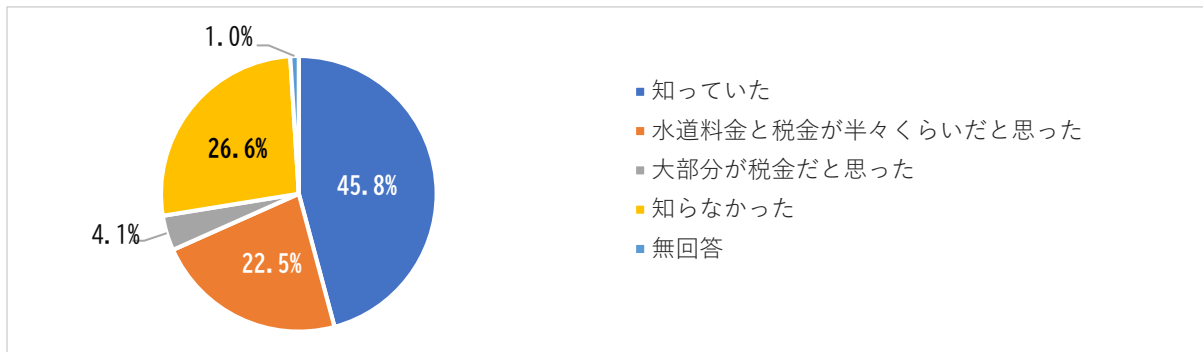 1.0%
26.6%
45.8%
4.1%
22.5%
知っていた
水道料金と税金が半々くらいだと思った
大部分が税金だと思った
知らなかった
無回答